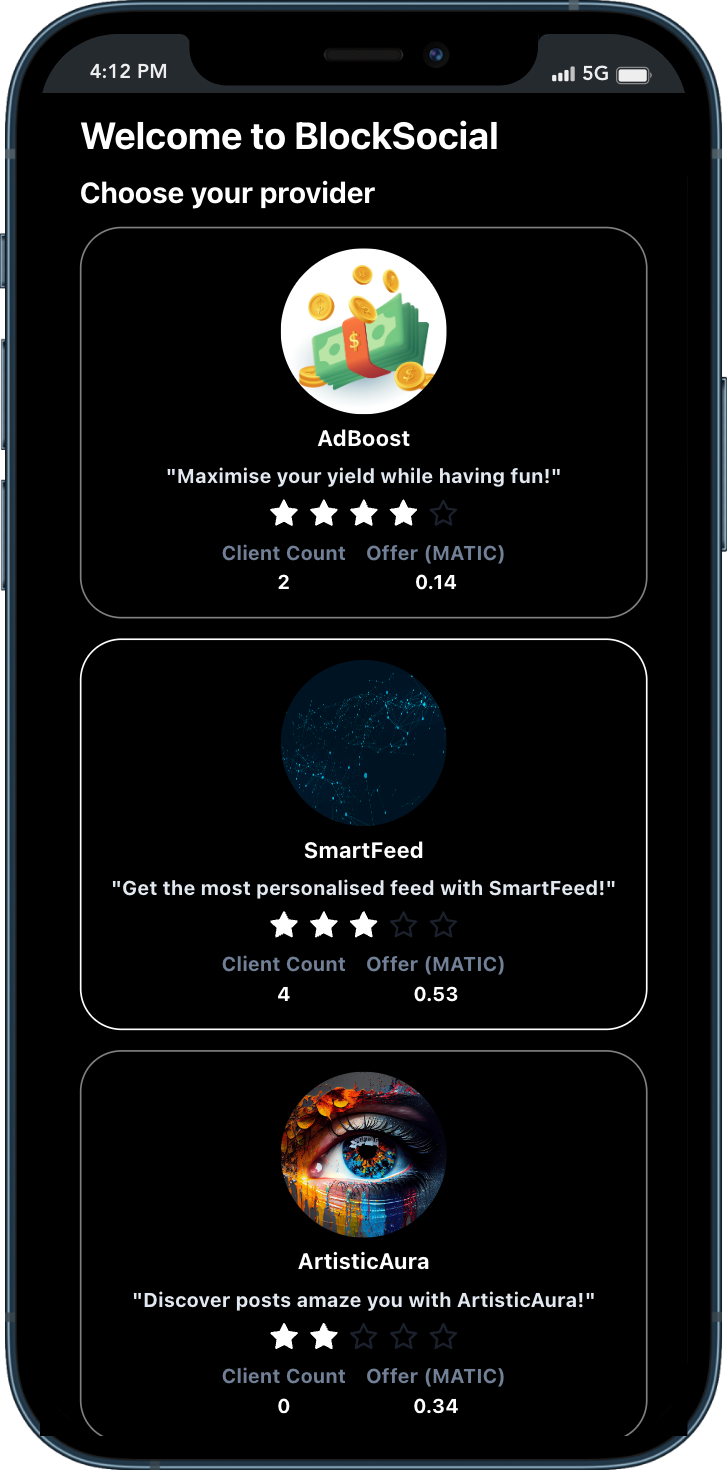 4:12 PM 5G
Welcome to BlockSocial
Choose your provider
$
AdBoost
"Maximise your yield while having fun!"
Client Count Offer (MATIC)
2 0.14
SmartFeed
"Get the most personalised feed with SmartFeed!"
Client Count Offer (MATIC)
4 0.53
ArtisticAura
"Discover posts amaze you with ArtisticAura!"
Client Count Offer (MATIC)
0 0.34